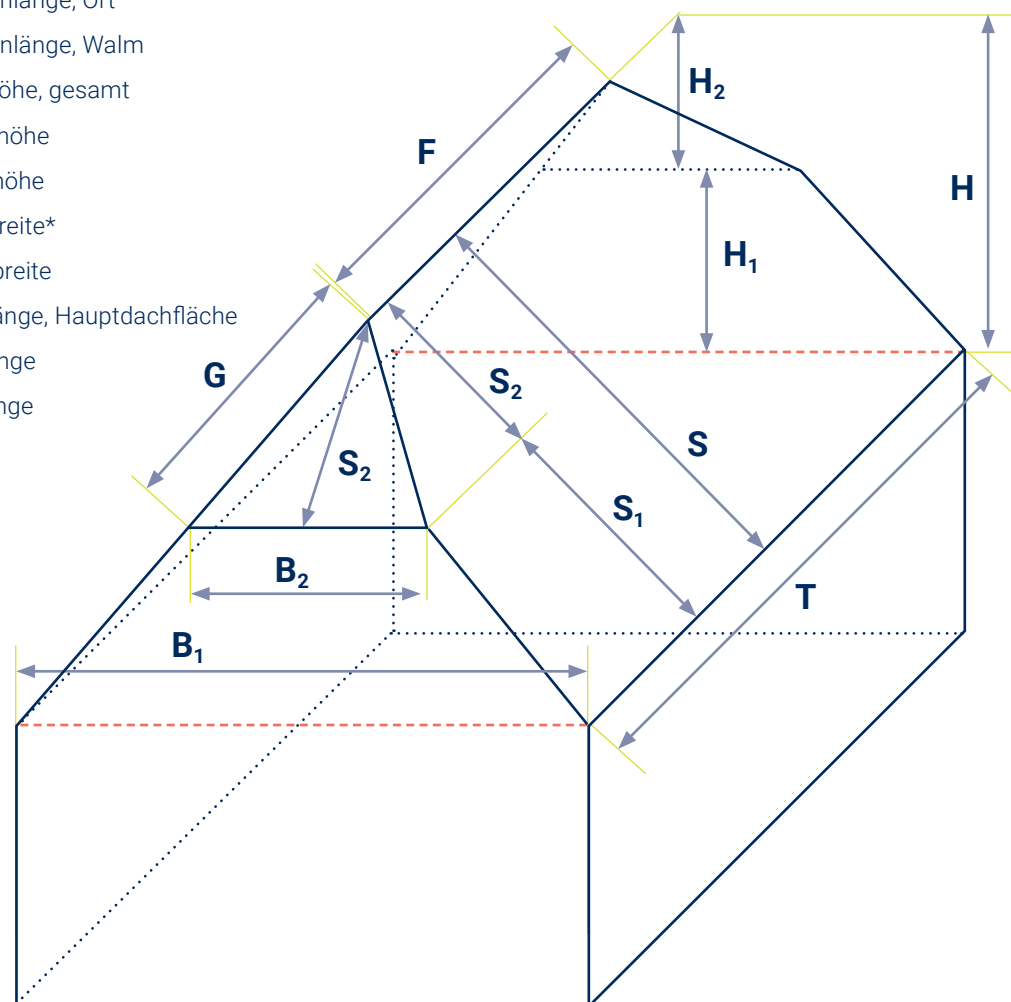 nlänge, Ort
nlänge, Walm
öhe, gesamt
höhe
höhe
reite*
breite
änge, Hauptdachfläche
nge
nge
H₂
F
H
H₁
G
S₂
S
S₂
S₁
B₂
T
B₁